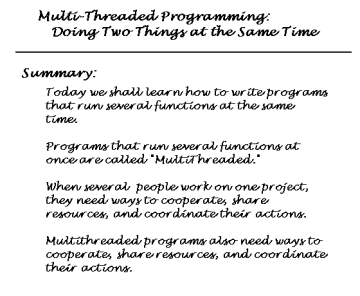 Multi-Threaded Programming:
Doing Two Things at the Same Time
Summary:
Today we shall learn how to write programs
that run several functions at the same
time.
Programs that run several functions at
once are called "MultiThreaded."
When several people work on one project,
they need ways to cooperate, share
resources, and coordinate their actions.
Multithreaded programs also need ways to
cooperate, share resources, and coordinate
their actions.